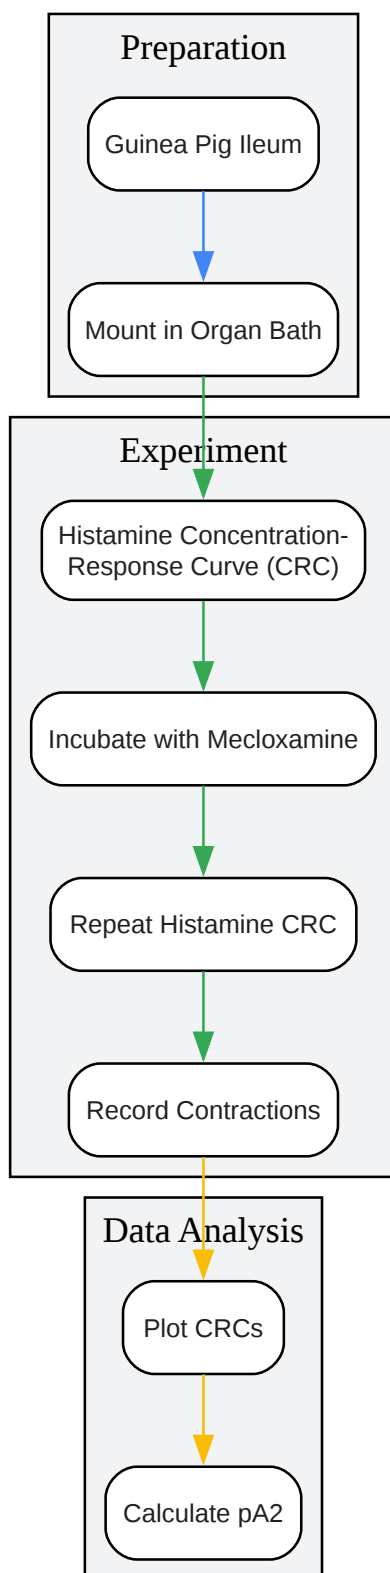 Preparation
Guinea Pig Ileum
Mount in Organ Bath
Experiment
Histamine Concentration-
Response Curve (CRC)
Incubate with Mecloxamine
Repeat Histamine CRC
Record Contractions
Data Analysis
Plot CRCs
Calculate pA2